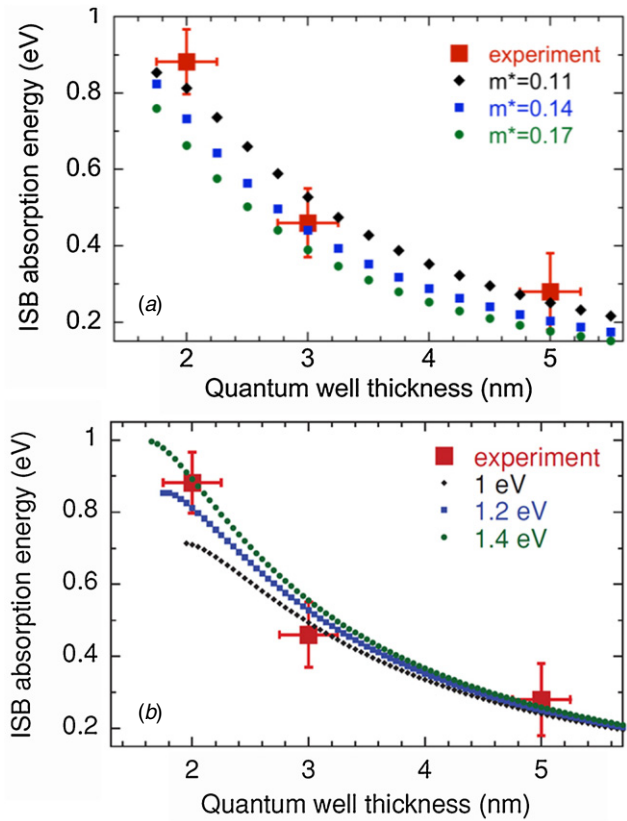 1
0.8
0.6
0.4
0.2
ISB absorption energy (eV)
experiment
m*=0.11
m*=0.14
m*=0.17
(a)
2 3 4 5
Quantum well thickness (nm)
1
0.8
0.6
0.4
0.2
ISB absorption energy (eV)
experiment
1 eV
1.2 eV
1.4 eV
(b)
2 3 4 5
Quantum well thickness (nm)